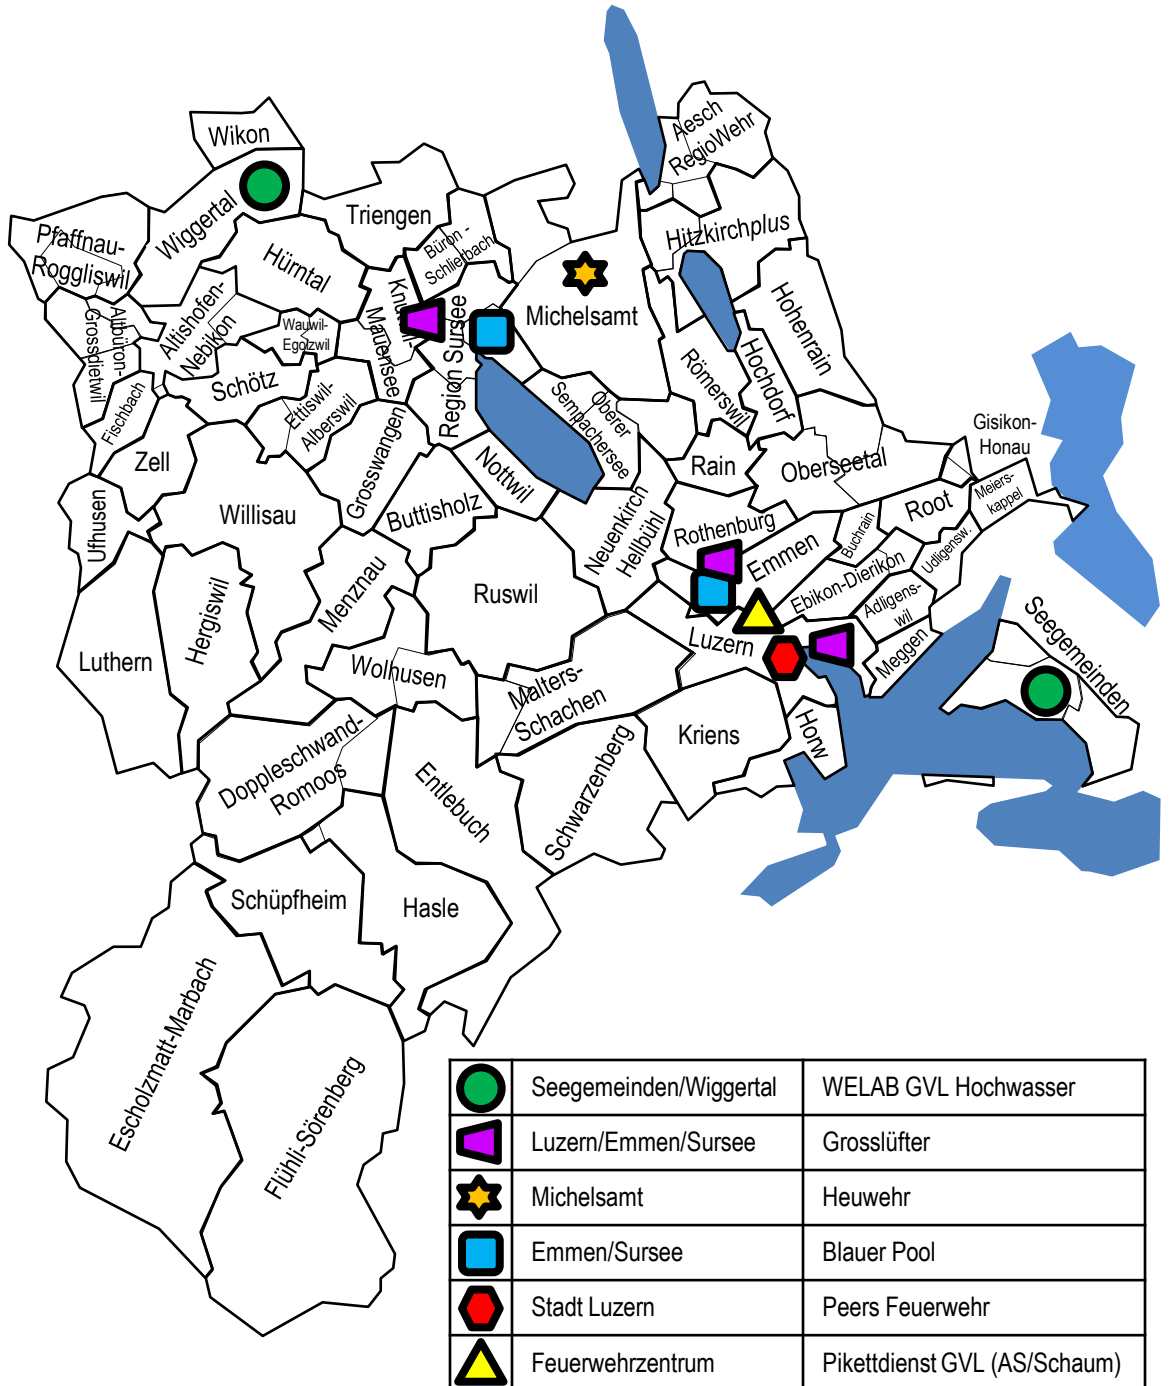 Wikon
Aesch
RegioWehr
Wiggertal
Triengen
Pfaffnau-
Roggliswil
Hürntal
Büron -
Schlierbach
Hitzkirchplus
Michelsamt
Knutwil-
Mauensee
Altishofen-
Nebikon
Wauwil-
Egolzwil
Altbüron-
Grossdietwil
Fischbach
Schötz
Ettiswil-
Alberswil
Region Sursee
Hohenrain
Hochdorf
Römerswil
Oberer
Sempachersee
Zell
Grosswangen
Nottwil
Rain
Oberseetal
Gisikon-
Honau
Ufhusen
Willisau
Buttisholz
Neuenkirch
Hellbühl
Rothenburg
Emmen
Buchrain
Root
Meiers-
kappel
Udligensw.
Ebikon-Dierikon
Adligens-
wil
Hergiswil
Menznau
Ruswil
Luthern
Wolhusen
Luzern
Meggen
Seegemeinden
Malters-
Schachen
Kriens
Horw
Doppleschwand-
Romoos
Entlebuch
Schwarzenberg
Schüpfheim
Hasle
Escholzmatt-Marbach
Flühli-Sörenberg
Seegemeinden/Wiggertal WELAB GVL Hochwasser
Luzern/Emmen/Sursee Grosslüfter
Michelsamt Heuwehr
Emmen/Sursee Blauer Pool
Stadt Luzern Peers Feuerwehr
Feuerwehrzentrum Pikettdienst GVL (AS/Schaum)